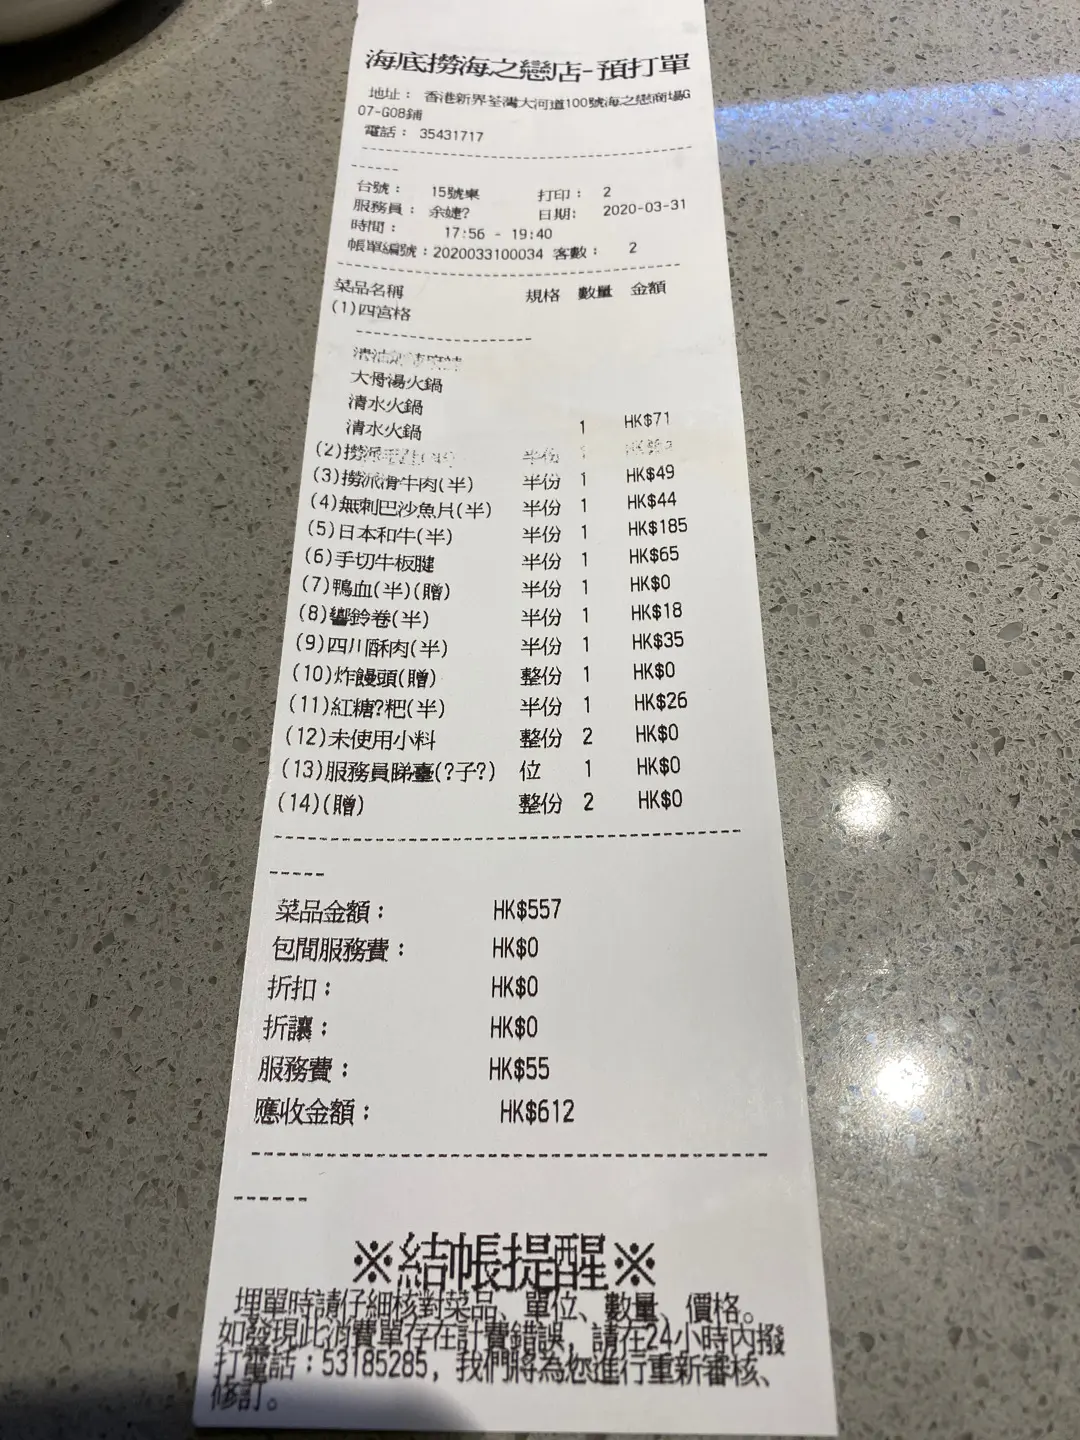 海底撈海之戀店-預打單
地址： 香港新界荃灣大河道100號海之戀商場G
07-G08鋪
電話： 35431717
--------------------------------
------
台號： 15號桌 打印： 2
服務員： 余婕? 日期: 2020-03-31
時間： 17:56 - 19:40
帳單編號：2020033100034 客數： 2
--------------------------------
菜品名稱 規格 數量 金額
(1)四宮格
----------------
大骨湯火鍋
清水火鍋
清水火鍋 1 HK$71
(2)撈派 半份 1
(3)撈派滑牛肉(半) 半份 1 HK$49
(4)無刺巴沙魚片(半) 半份 1 HK$44
(5)日本和牛(半) 半份 1 HK$185
(6)手切牛板腱 半份 1 HK$65
(7)鴨血(半)(贈) 半份 1 HK$0
(8)響鈴卷(半) 半份 1 HK$18
(9)四川酥肉(半) 半份 1 HK$35
(10)炸饅頭(贈) 整份 1 HK$0
(11)紅糖?粑(半) 半份 1 HK$26
(12)未使用小料 整份 2 HK$0
(13)服務員睇臺(?子?) 位 1 HK$0
(14)(贈) 整份 2 HK$0
--------------------------------
-----
菜品金額： HK$557
包間服務費： HK$0
折扣： HK$0
折讓： HK$0
服務費： HK$55
應收金額： HK$612
--------------------------------
------
※結帳提醒※
埋單時請仔細核對菜品、單位、數量、價格。
如發現此消費單存在計費錯誤，請在24小時內撥
打電話：53185285，我們將為您進行重新審核、
修訂。